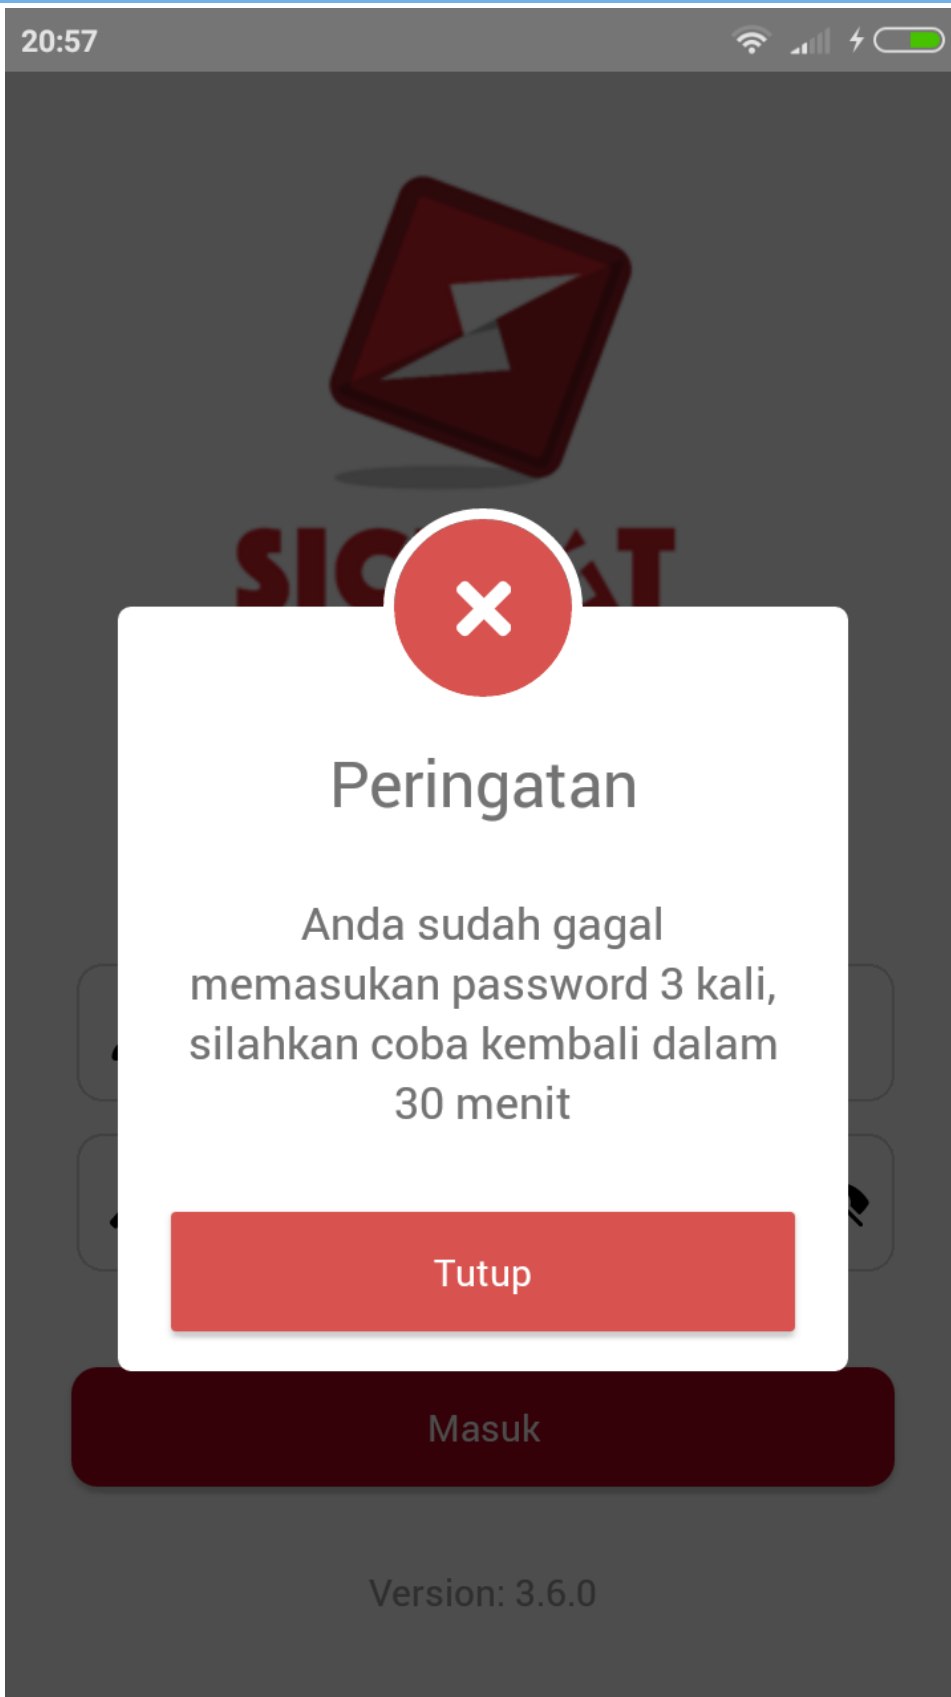 20:57
Peringatan
Anda sudah gagal
memasukan password 3 kali,
silahkan coba kembali dalam
30 menit
Tutup
Masuk
Version: 3.6.0